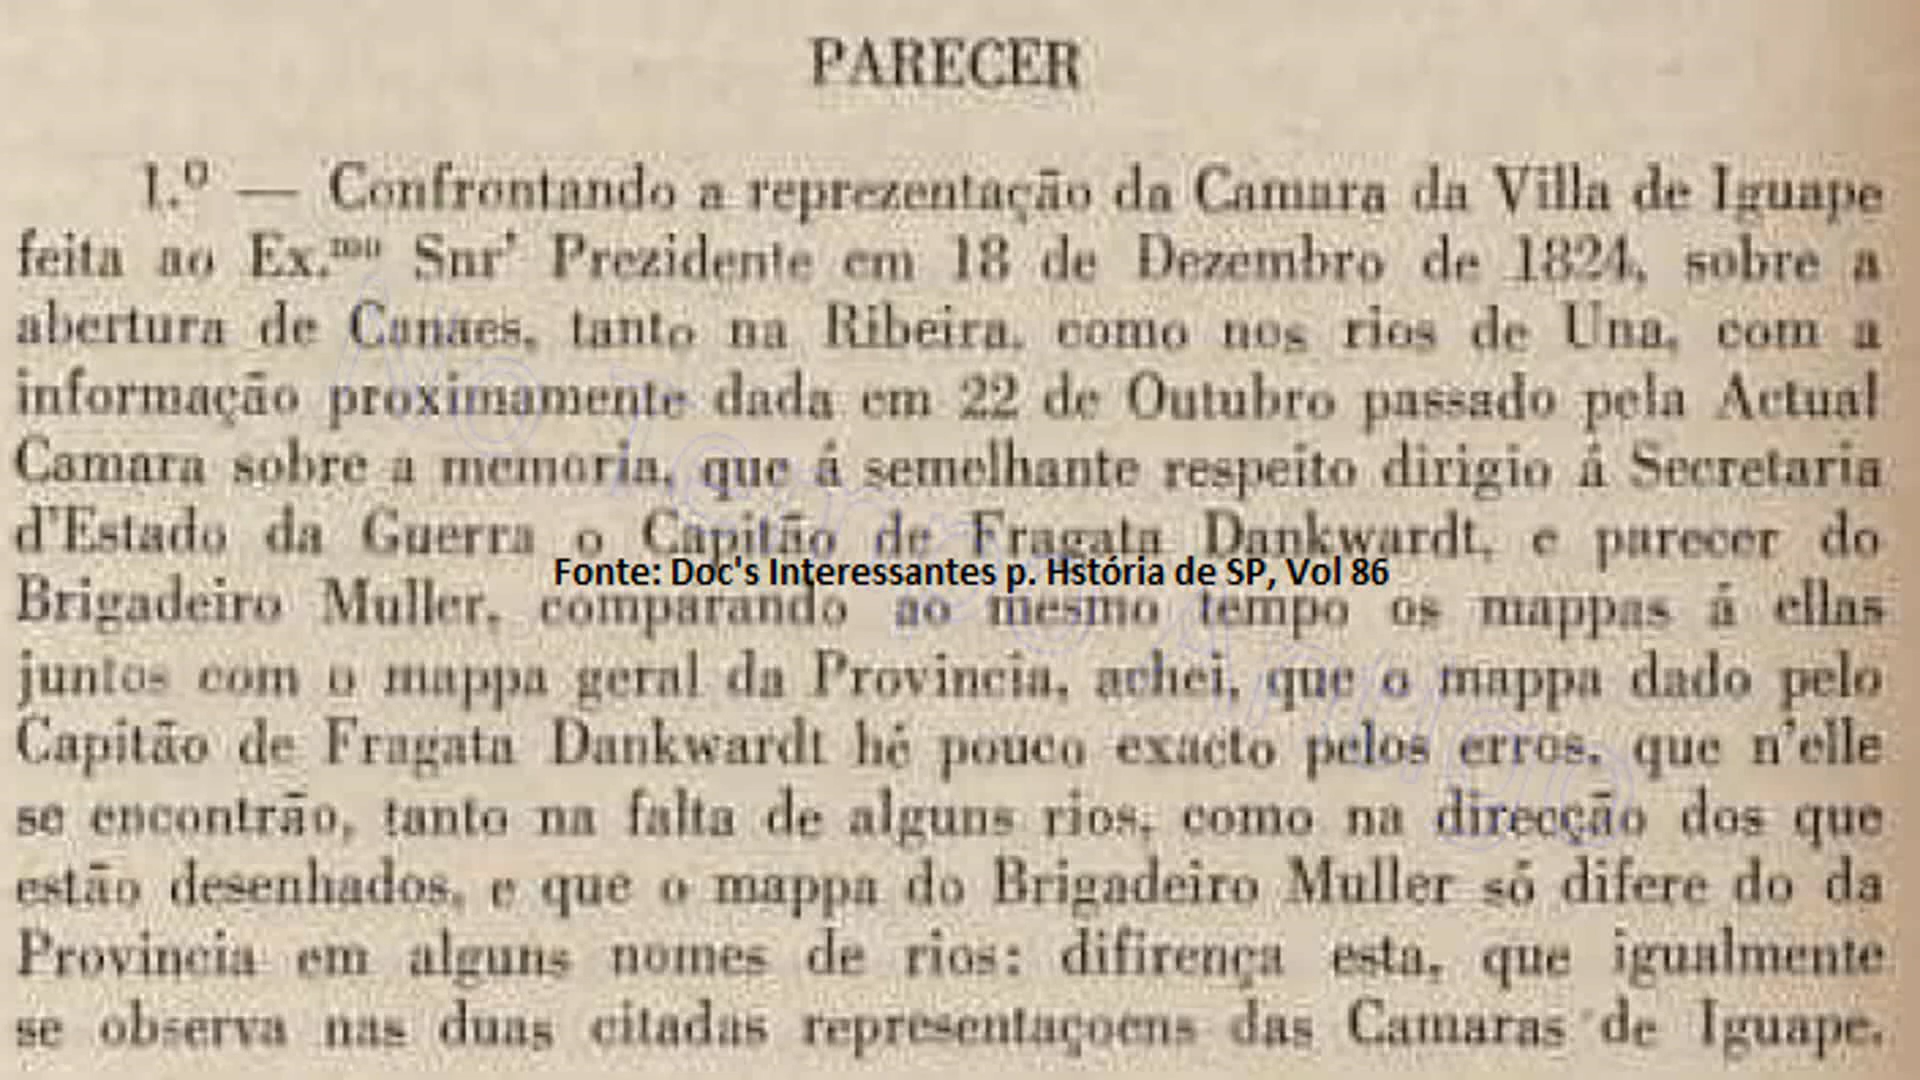 PARECER
1.º — Confrontando a reprezentação da Camara da Villa de Iguape
feita ao Ex.mo Snr' Prezidente em 18 de Dezembro de 1824, sobre a
abertura de Canaes, tanto na Ribeira, como nos rios de Una, com a
informação proximamente dada em 22 de Outubro passado pela Actual
Camara sobre a memoria, que á semelhante respeito dirigio á Secretaria
d'Estado da Guerra o Capitão de Fragata Dankwardt, e parecer do
Fonte: Doc's Interessantes p. Hstória de SP, Vol 86
Brigadeiro Muller, comparando ao mesmo tempo os mappas á ellas
juntos com o mappa geral da Provincia, achei, que o mappa dado pelo
Capitão de Fragata Dankwardt hé pouco exacto pelos erros, que n'elle
se encontrão, tanto na falta de alguns rios, como na direcção dos que
estão desenhados, e que o mappa do Brigadeiro Muller só difere do da
Provincia em alguns nomes de rios: difirença esta, que igualmente
se observa nas duas citadas representaçoens das Camaras de Iguape.
Ao Tempo Antigo